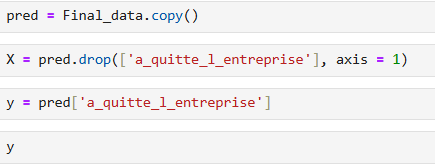 pred = Final_data.copy()
X = pred.drop(['a_quitte_l_entreprise'], axis = 1)
y = pred['a_quitte_l_entreprise']
y